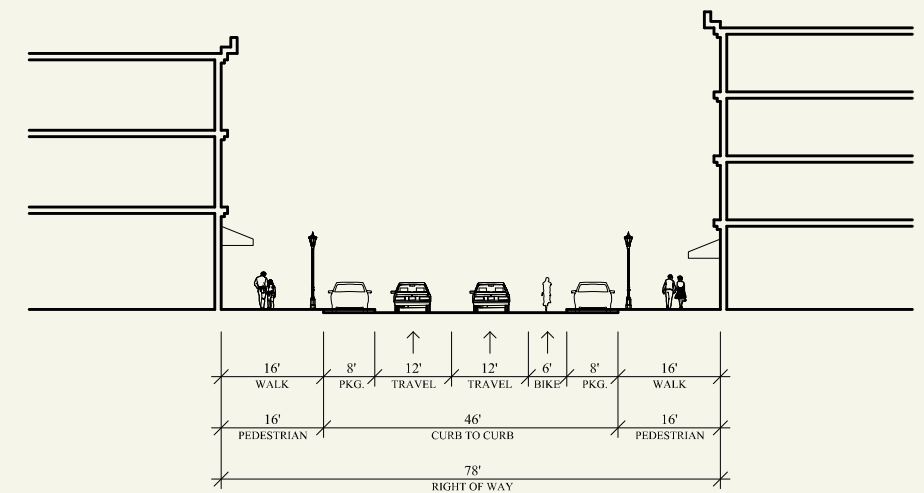 16' 8' 12' 12' 6' 8' 16'
WALK PKG. TRAVEL TRAVEL BIKE PKG. WALK
16' 46' 16'
PEDESTRIAN CURB TO CURB PEDESTRIAN
78'
RIGHT OF WAY